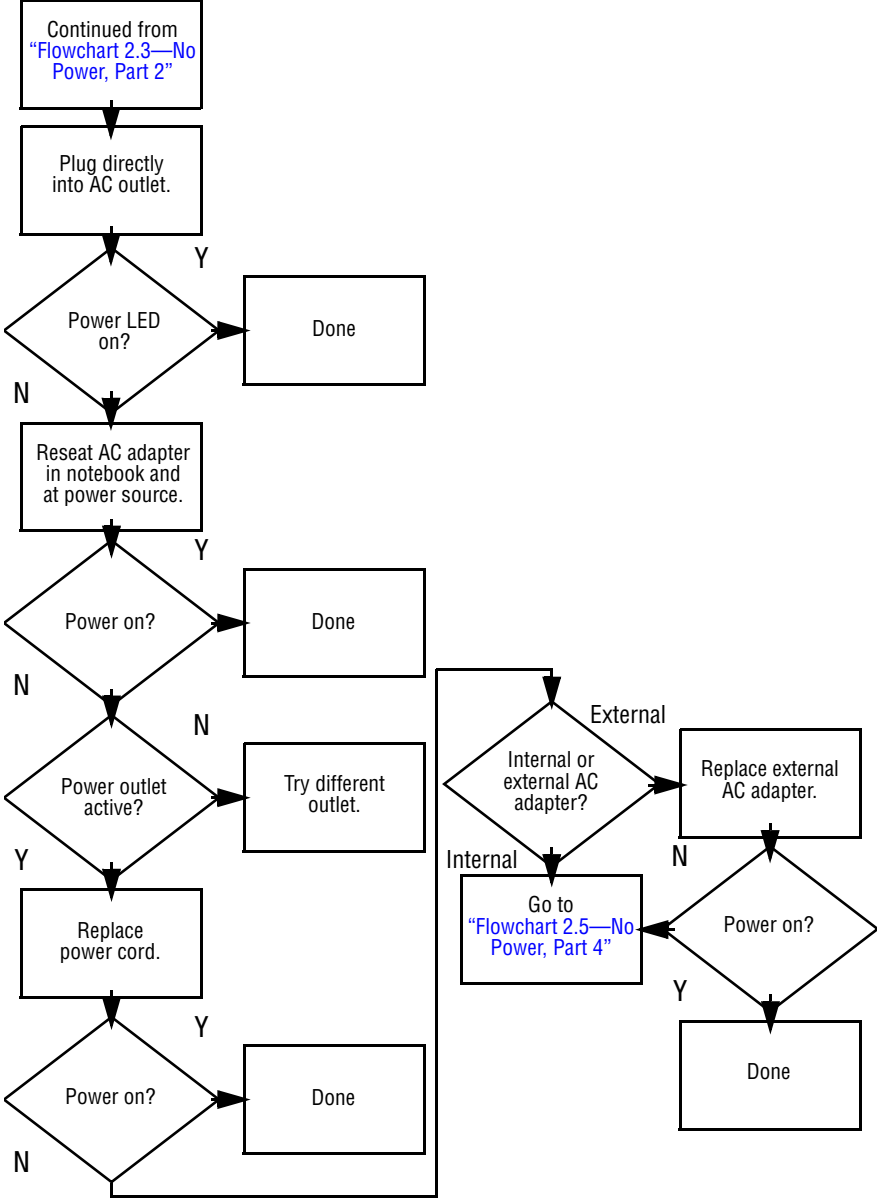 Continued from
“Flowchart 2.3—No
Power, Part 2”
Plug directly
into AC outlet.
Y
Power LED
on?
Done
N
Reseat AC adapter
in notebook and
at power source.
Y
Power on?
Done
N
N
Power outlet
active?
Try different
outlet.
Y
Replace
power cord.
Y
Power on?
Done
N
External
Internal or
external AC
adapter?
Replace external
AC adapter.
Internal
N
Go to
“Flowchart 2.5—No
Power, Part 4”
Power on?
Y
Done